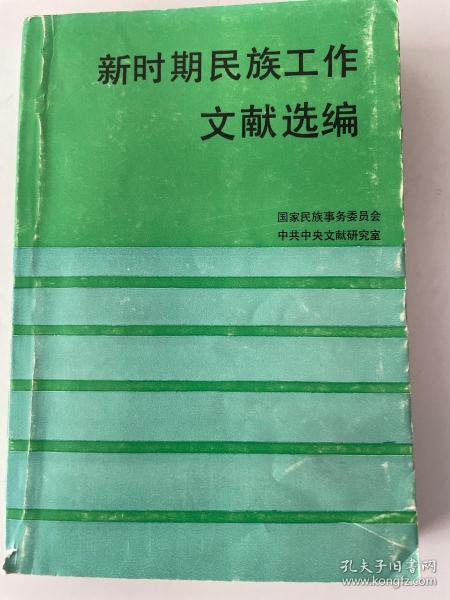 新时期民族工作
文献选编
国家民族事务委员会
中共中央文献研究室
孔夫子旧书网
www.kongfz.com